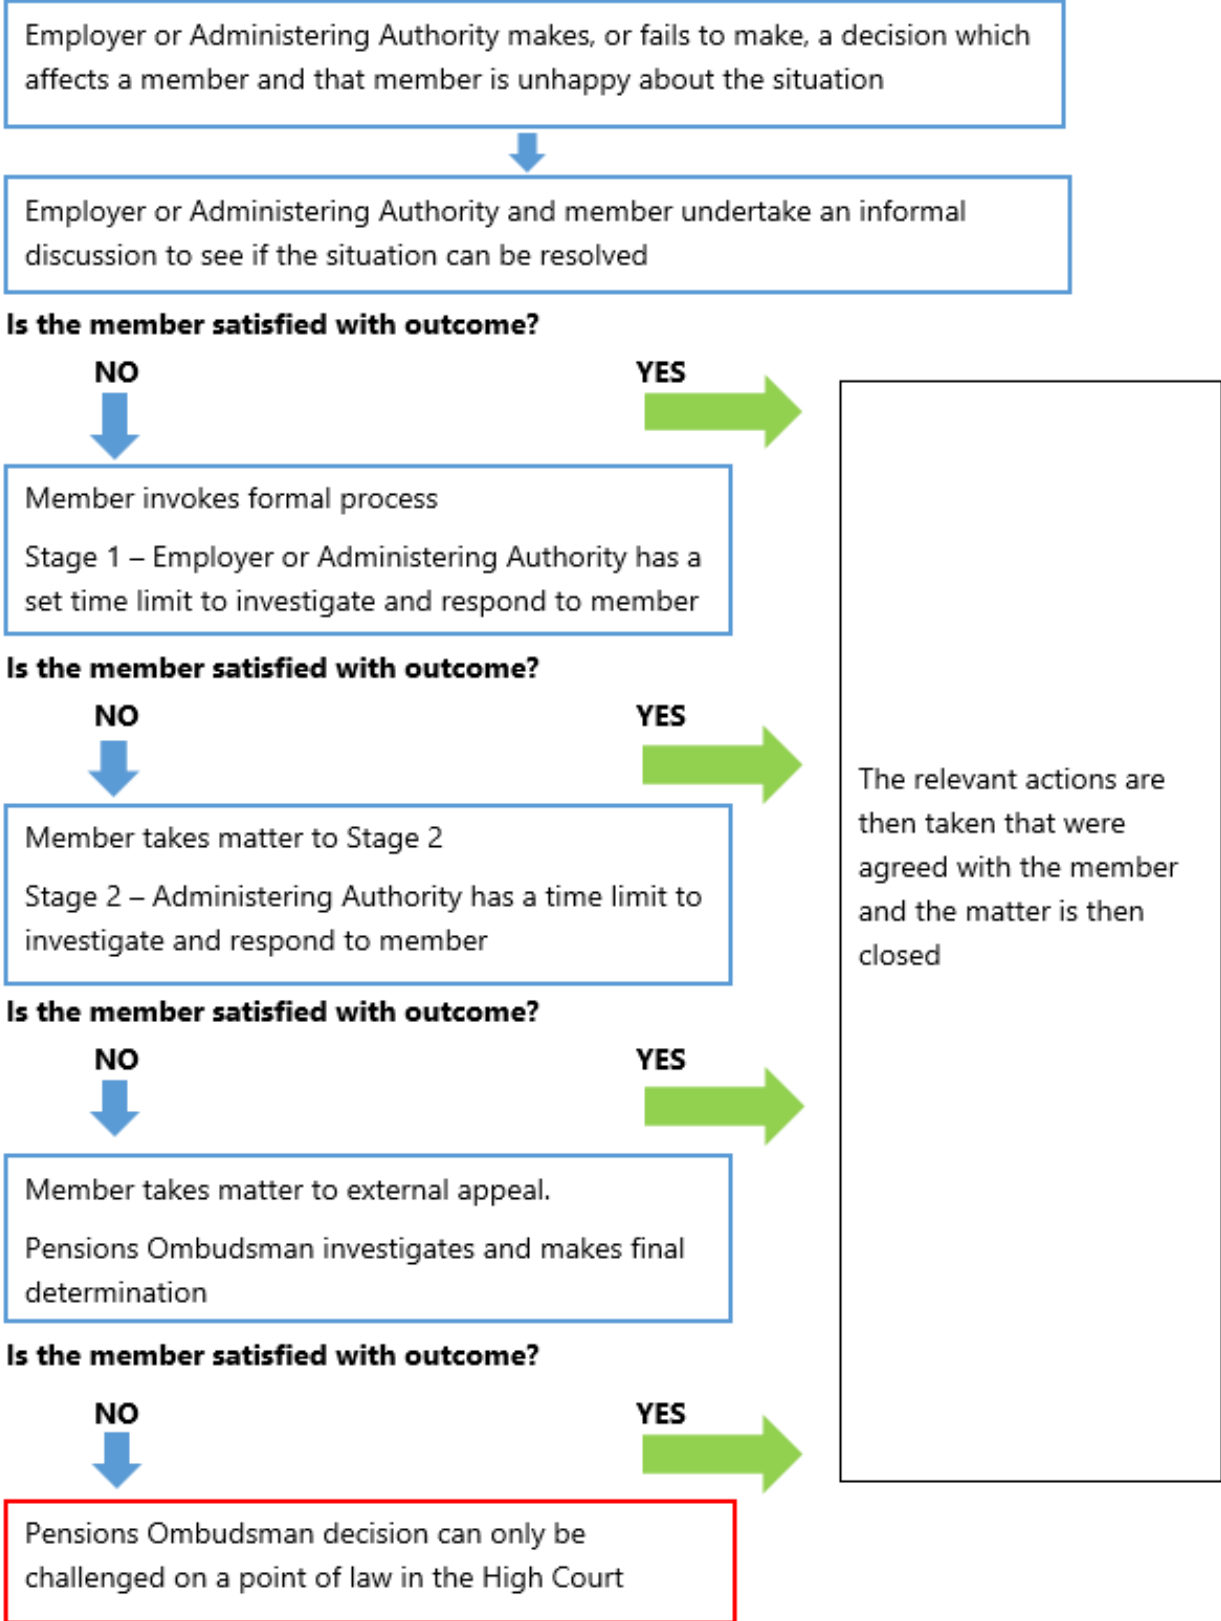 Employer or Administering Authority makes, or fails to make, a decision which
affects a member and that member is unhappy about the situation
Employer or Administering Authority and member undertake an informal
discussion to see if the situation can be resolved
Is the member satisfied with outcome?
NO
YES
Member invokes formal process
Stage 1 – Employer or Administering Authority has a
set time limit to investigate and respond to member
Is the member satisfied with outcome?
NO
YES
Member takes matter to Stage 2
Stage 2 – Administering Authority has a time limit to
investigate and respond to member
Is the member satisfied with outcome?
NO
YES
Member takes matter to external appeal.
Pensions Ombudsman investigates and makes final
determination
Is the member satisfied with outcome?
NO
YES
Pensions Ombudsman decision can only be
challenged on a point of law in the High Court
The relevant actions are
then taken that were
agreed with the member
and the matter is then
closed